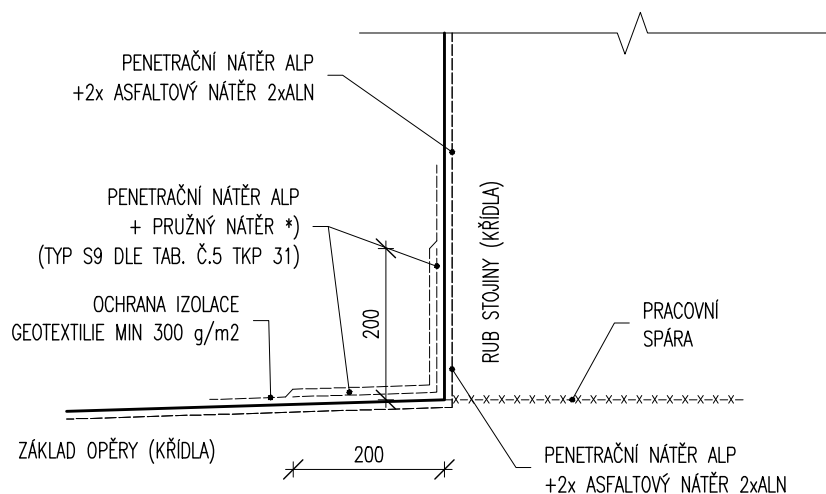 PENETRAČNÍ NÁTĚR ALP
+2x ASFALTOVÝ NÁTĚR 2xALN
PENETRAČNÍ NÁTĚR ALP
+ PRUŽNÝ NÁTĚR *)
(TYP S9 DLE TAB. Č.5 TKP 31)
OCHRANA IZOLACE
GEOTEXTILIE MIN 300 g/m2
200
RUB STOJINY (KŘÍDLA)
PRACOVNÍ
SPÁRA
ZÁKLAD OPĚRY (KŘÍDLA)
200
PENETRAČNÍ NÁTĚR ALP
+2x ASFALTOVÝ NÁTĚR 2xALN